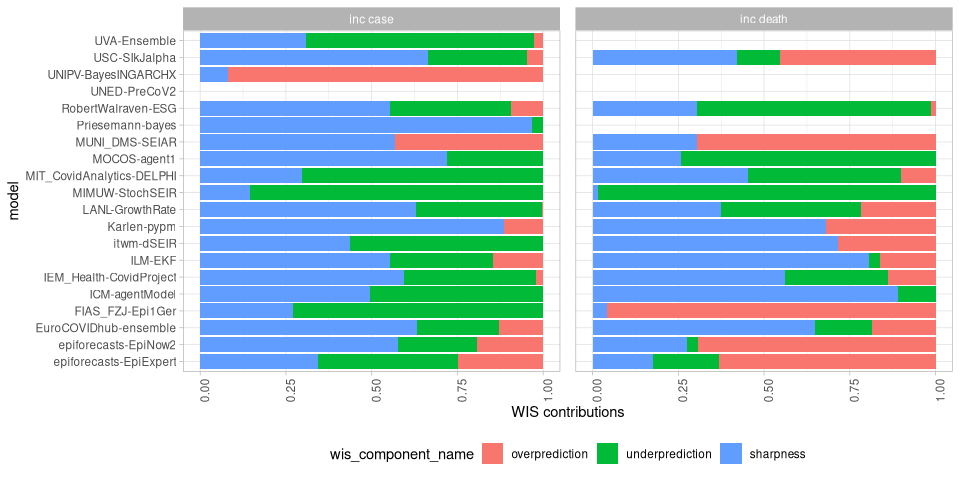 inc case
inc death
UVA-Ensemble
USC-SIkJalpha
UNIPV-BayesINGARCHX
UNED-PreCoV2
RobertWalraven-ESG
Priesemann-bayes
MUNI_DMS-SEIAR
MOCOS-agent1
MIT_CovidAnalytics-DELPHI
MIMUW-StochSEIR
LANL-GrowthRate
Karlen-pypm
itwm-dSEIR
ILM-EKF
IEM_Health-CovidProject
ICM-agentModel
FIAS_FZJ-Epi1Ger
EuroCOVIDhub-ensemble
epiforecasts-EpiNow2
epiforecasts-EpiExpert
model
0.00 0.25 0.50 0.75 1.00
0.00 0.25 0.50 0.75 1.00
WIS contributions
wis_component_name overprediction underprediction sharpness